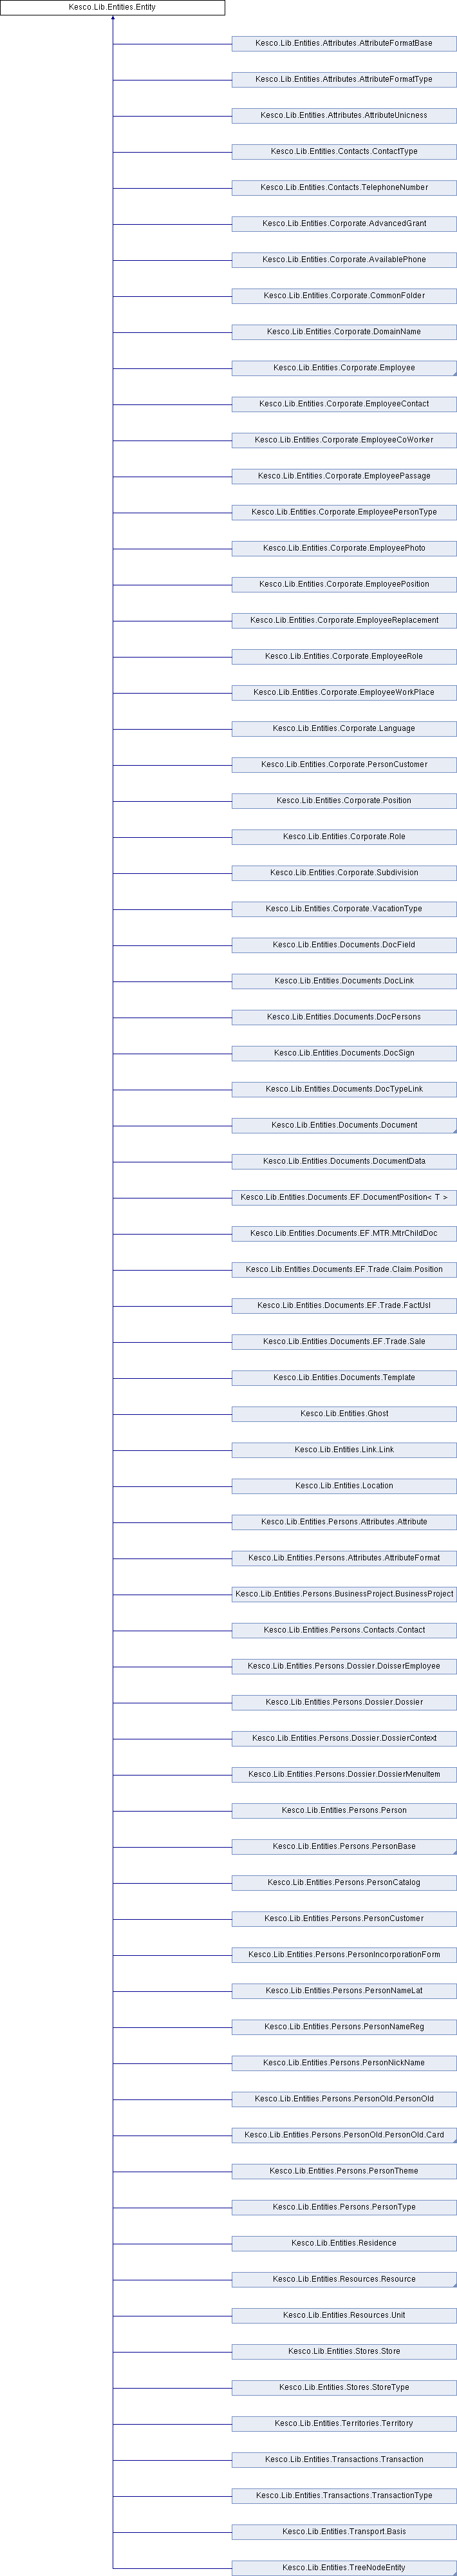 Kesco.Lib.Entities.Entity
Kesco.Lib.Entities.Attributes.AttributeFormatBase
Kesco.Lib.Entities.Attributes.AttributeFormatType
Kesco.Lib.Entities.Attributes.AttributeUnicness
Kesco.Lib.Entities.Contacts.ContactType
Kesco.Lib.Entities.Contacts.TelephoneNumber
Kesco.Lib.Entities.Corporate.AdvancedGrant
Kesco.Lib.Entities.Corporate.AvailablePhone
Kesco.Lib.Entities.Corporate.CommonFolder
Kesco.Lib.Entities.Corporate.DomainName
Kesco.Lib.Entities.Corporate.Employee
Kesco.Lib.Entities.Corporate.EmployeeContact
Kesco.Lib.Entities.Corporate.EmployeeCoWorker
Kesco.Lib.Entities.Corporate.EmployeePassage
Kesco.Lib.Entities.Corporate.EmployeePersonType
Kesco.Lib.Entities.Corporate.EmployeePhoto
Kesco.Lib.Entities.Corporate.EmployeePosition
Kesco.Lib.Entities.Corporate.EmployeeReplacement
Kesco.Lib.Entities.Corporate.EmployeeRole
Kesco.Lib.Entities.Corporate.EmployeeWorkPlace
Kesco.Lib.Entities.Corporate.Language
Kesco.Lib.Entities.Corporate.PersonCustomer
Kesco.Lib.Entities.Corporate.Position
Kesco.Lib.Entities.Corporate.Role
Kesco.Lib.Entities.Corporate.Subdivision
Kesco.Lib.Entities.Corporate.VacationType
Kesco.Lib.Entities.Documents.DocField
Kesco.Lib.Entities.Documents.DocLink
Kesco.Lib.Entities.Documents.DocPersons
Kesco.Lib.Entities.Documents.DocSign
Kesco.Lib.Entities.Documents.DocTypeLink
Kesco.Lib.Entities.Documents.Document
Kesco.Lib.Entities.Documents.DocumentData
Kesco.Lib.Entities.Documents.EF.DocumentPosition< T >
Kesco.Lib.Entities.Documents.EF.MTR.MtrChildDoc
Kesco.Lib.Entities.Documents.EF.Trade.Claim.Position
Kesco.Lib.Entities.Documents.EF.Trade.FactUsl
Kesco.Lib.Entities.Documents.EF.Trade.Sale
Kesco.Lib.Entities.Documents.Template
Kesco.Lib.Entities.Ghost
Kesco.Lib.Entities.Link.Link
Kesco.Lib.Entities.Location
Kesco.Lib.Entities.Persons.Attributes.Attribute
Kesco.Lib.Entities.Persons.Attributes.AttributeFormat
Kesco.Lib.Entities.Persons.BusinessProject.BusinessProject
Kesco.Lib.Entities.Persons.Contacts.Contact
Kesco.Lib.Entities.Persons.Dossier.DoisserEmployee
Kesco.Lib.Entities.Persons.Dossier.Dossier
Kesco.Lib.Entities.Persons.Dossier.DossierContext
Kesco.Lib.Entities.Persons.Dossier.DossierMenuItem
Kesco.Lib.Entities.Persons.Person
Kesco.Lib.Entities.Persons.PersonBase
Kesco.Lib.Entities.Persons.PersonCatalog
Kesco.Lib.Entities.Persons.PersonCustomer
Kesco.Lib.Entities.Persons.PersonIncorporationForm
Kesco.Lib.Entities.Persons.PersonNameLat
Kesco.Lib.Entities.Persons.PersonNameReg
Kesco.Lib.Entities.Persons.PersonNickName
Kesco.Lib.Entities.Persons.PersonOld.PersonOld
Kesco.Lib.Entities.Persons.PersonOld.PersonOld.Card
Kesco.Lib.Entities.Persons.PersonTheme
Kesco.Lib.Entities.Persons.PersonType
Kesco.Lib.Entities.Residence
Kesco.Lib.Entities.Resources.Resource
Kesco.Lib.Entities.Resources.Unit
Kesco.Lib.Entities.Stores.Store
Kesco.Lib.Entities.Stores.StoreType
Kesco.Lib.Entities.Territories.Territory
Kesco.Lib.Entities.Transactions.Transaction
Kesco.Lib.Entities.Transactions.TransactionType
Kesco.Lib.Entities.Transport.Basis
Kesco.Lib.Entities.TreeNodeEntity